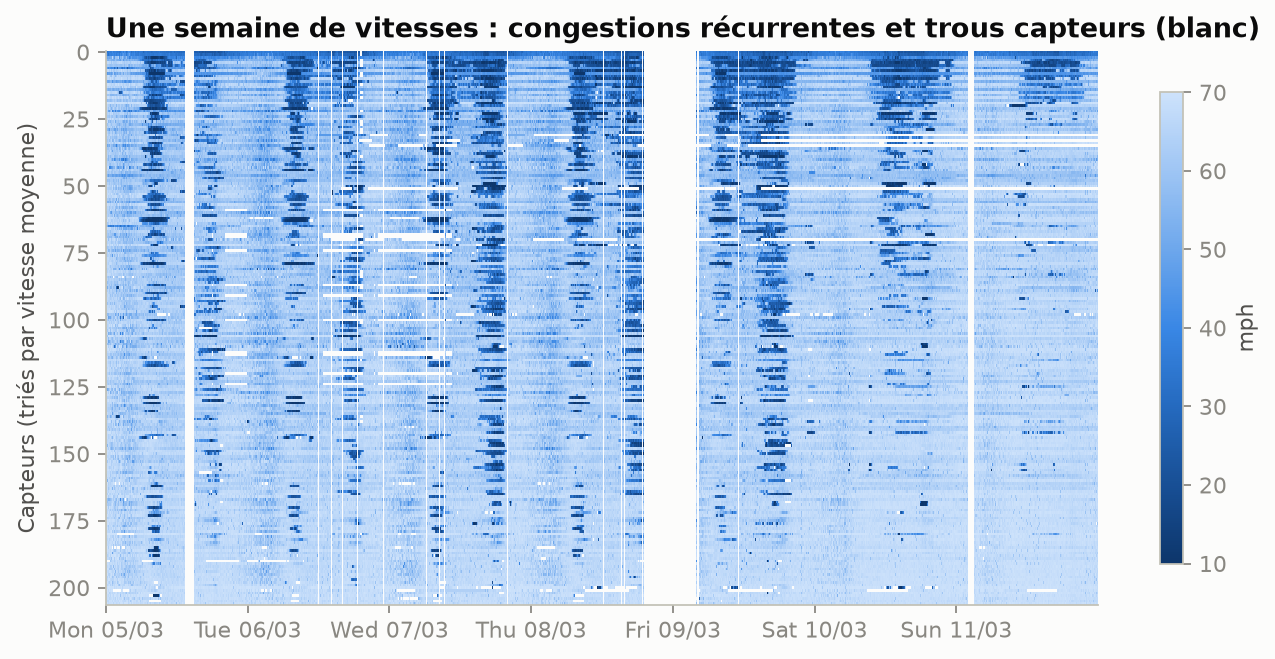 Une semaine de vitesses : congestions récurrentes et trous capteurs (blanc)
Capteurs (triés par vitesse moyenne)
0
25
50
75
100
125
150
175
200
Mon 05/03
Tue 06/03
Wed 07/03
Thu 08/03
Fri 09/03
Sat 10/03
Sun 11/03
70
60
50
40
30
20
10
mph